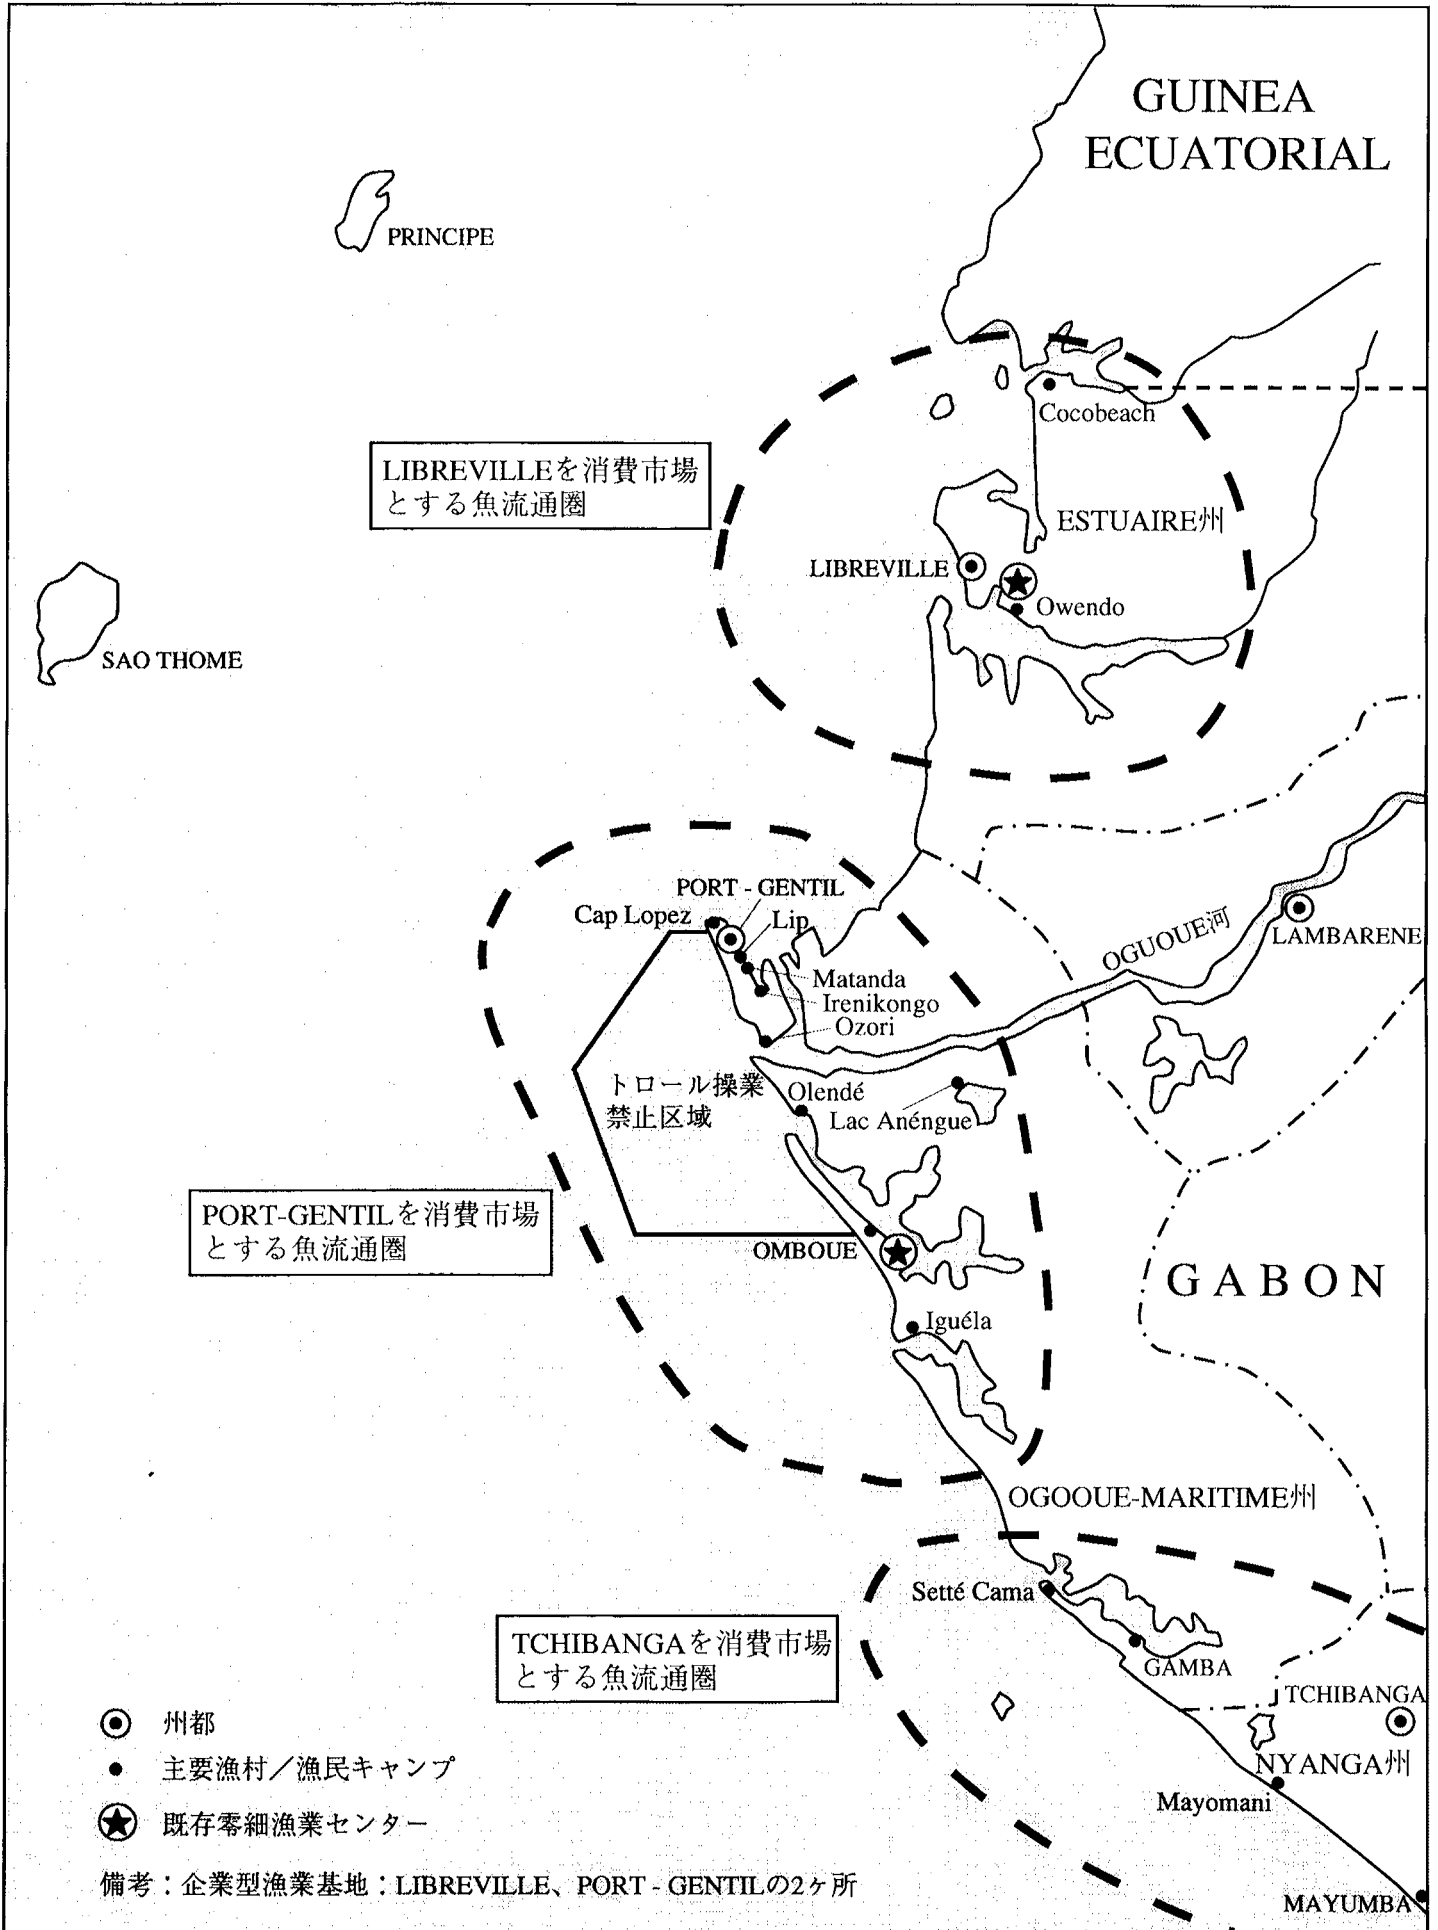 GUINEA
ECUATORIAL
PRINCIPE
Cocobeach
LIBREVILLEを消費市場
とする魚流通圏
ESTUAIRE州
LIBREVILLE
Owendo
SAO THOME
PORT - GENTIL
Cap Lopez
Lip
OGUOUE河
LAMBARENE
Matanda
Irenikongo
Ozori
トロール操業
禁止区域
Olendé
Lac Anéngue
PORT-GENTILを消費市場
とする魚流通圏
OMBOUE
GABON
Iguéla
OGOOUE-MARITIME州
Setté Cama
TCHIBANGAを消費市場
とする魚流通圏
GAMBA
TCHIBANGA
NYANGA州
Mayomani
MAYUMBA
州都
主要漁村／漁民キャンプ
既存零細漁業センター
備考：企業型漁業基地：LIBREVILLE、PORT - GENTILの2ヶ所